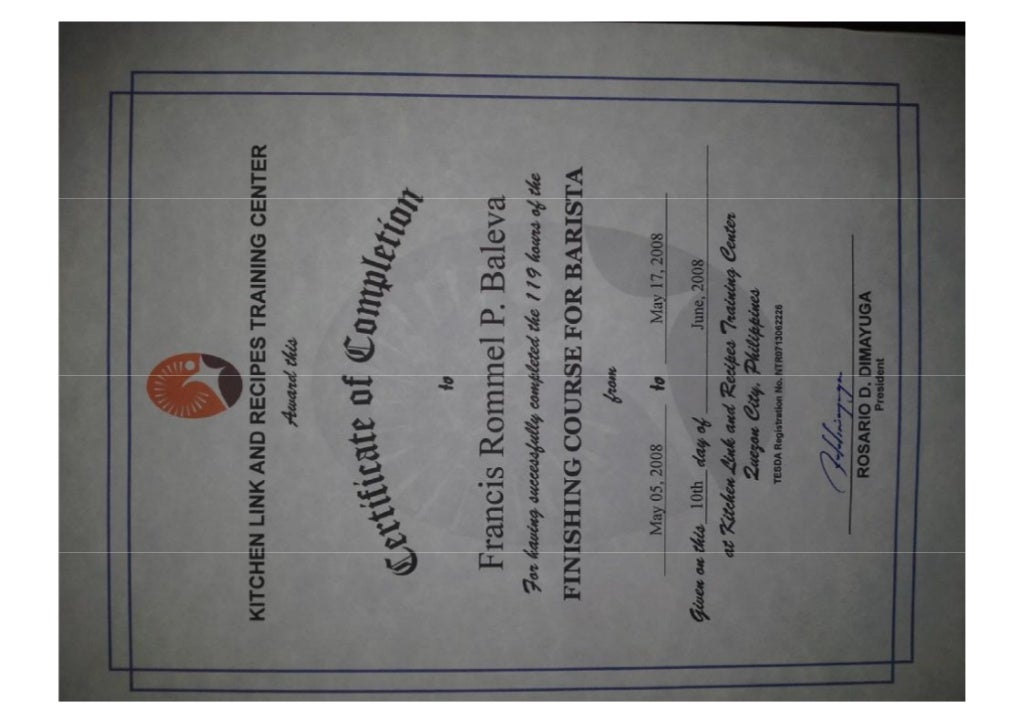 KITCHEN LINK AND RECIPES TRAINING CENTER
Award this
Certificate of Completion
to
Francis Rommel P. Baleva
For having successfully completed the 119 hours of the
FINISHING COURSE FOR BARISTA
from
May 05, 2008 to May 17, 2008
Given on this 10th day of June, 2008
at Kitchen Link and Recipes Training Center
Quezon City, Philippines
TESDA Registration No. NTR0713062226
ROSARIO D. DIMAYUGA
President